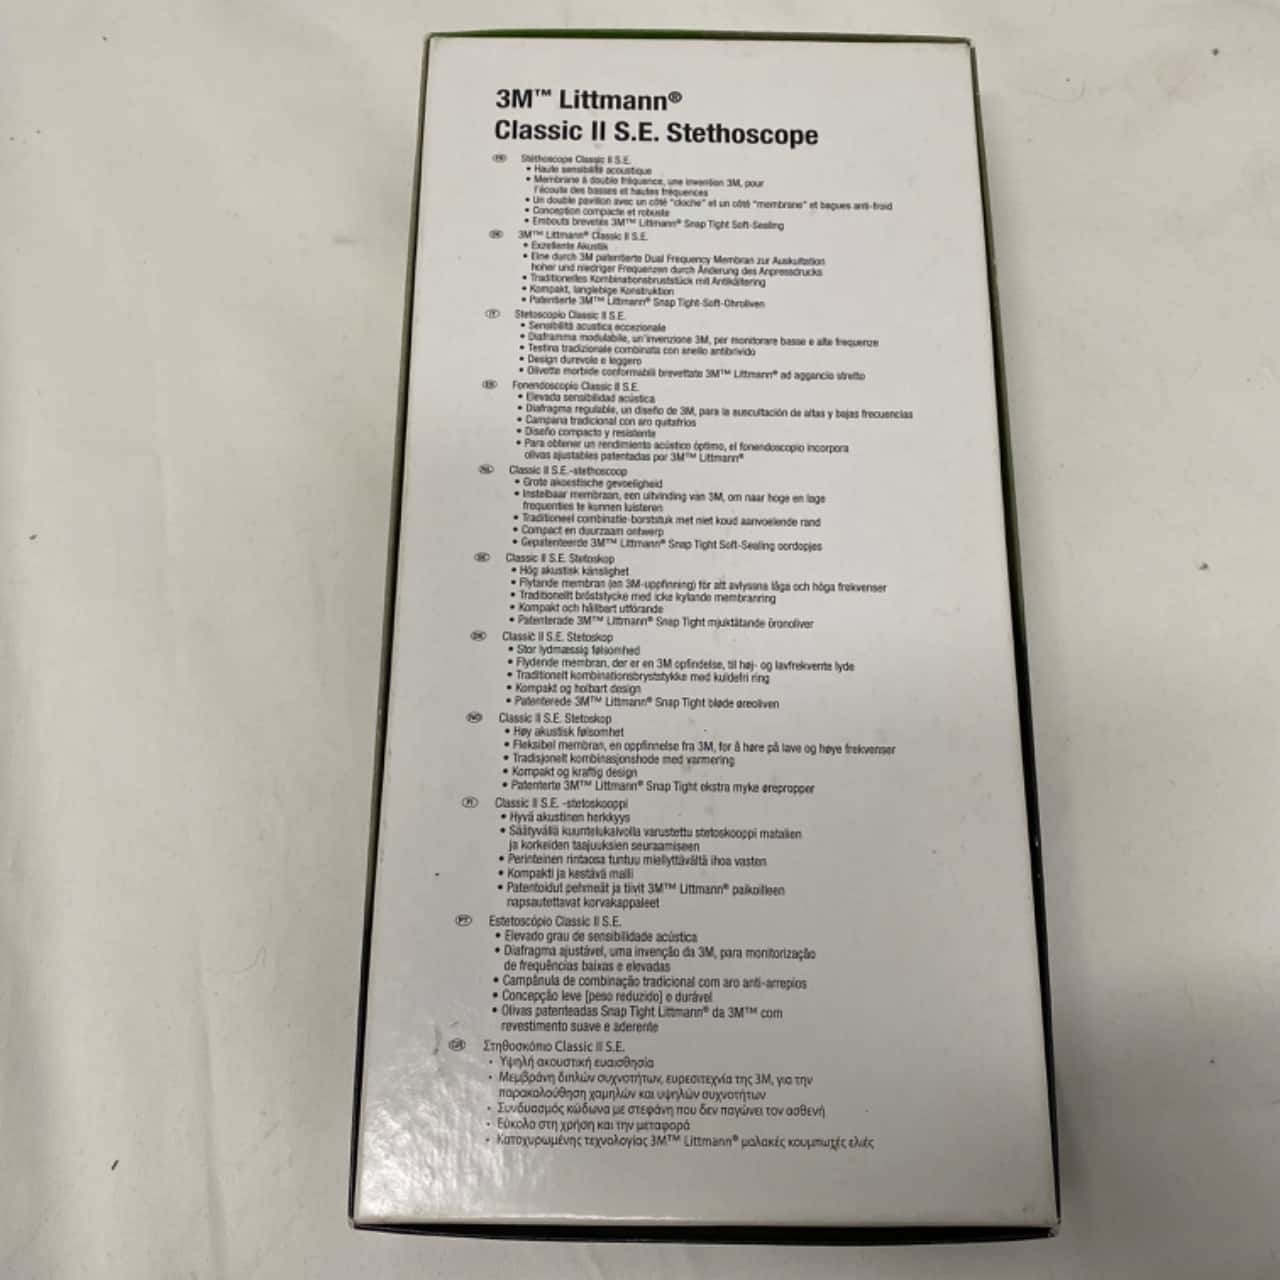 3M™ Littmann®
Classic II S.E. Stethoscope
FR Stéthoscope Classic II S.E.
• Haute sensibilité acoustique
• Membrane à double fréquence, une invention 3M, pour
l'écoute des basses et hautes fréquences
• Un double pavillon avec un côté "cloche" et un côté "membrane" et bagues anti-froid
• Conception compacte et robuste
• Embouts brevetés 3M™ Littmann® Snap Tight Soft-Sealing
DE 3M™ Littmann® Classic II S.E.
• Exzellente Akustik
• Eine durch 3M patentierte Dual Frequency Membran zur Auskultation
hoher und niedriger Frequenzen durch Änderung des Anpressdrucks
• Traditionelles Kombinationsbruststück mit Antikältering
• Kompakt, langlebige Konstruktion
• Patentierte 3M™ Littmann® Snap Tight-Soft-Ohroliven
IT Stetoscopio Classic II S.E.
• Sensibilità acustica eccezionale
• Diaframma modulabile, un'invenzione 3M, per monitorare basse e alte frequenze
• Testina tradizionale combinata con anello antibrivido
• Design durevole e leggero
• Olivette morbide conformabili brevettate 3M™ Littmann® ad aggancio stretto
ES Fonendoscopio Classic II S.E.
• Elevada sensibilidad acústica
• Diafragma regulable, un diseño de 3M, para la auscultación de altas y bajas frecuencias
• Campana tradicional con aro quitafríos
• Diseño compacto y resistente
• Para obtener un rendimiento acústico óptimo, el fonendoscopio incorpora
olivas ajustables patentadas por 3M™ Littmann®
NL Classic II S.E.-stethoscoop
• Grote akoestische gevoeligheid
• Instelbaar membraan, een uitvinding van 3M, om naar hoge en lage
frequenties te kunnen luisteren
• Traditioneel combinatie-borststuk met niet koud aanvoelende rand
• Compact en duurzaam ontwerp
• Gepatenteerde 3M™ Littmann® Snap Tight Soft-Sealing oordopjes
SE Classic II S.E. Stetoskop
• Hög akustisk känslighet
• Flytande membran (en 3M-uppfinning) för att avlyssna låga och höga frekvenser
• Traditionellt bröststycke med icke kylande membranring
• Kompakt och hållbart utförande
• Patenterade 3M™ Littmann® Snap Tight mjuktätande öronoliver
DK Classic II S.E. Stetoskop
• Stor lydmæssig følsomhed
• Flydende membran, der er en 3M opfindelse, til høj- og lavfrekvente lyde
• Traditionelt kombinationsbryststykke med kuldefri ring
• Kompakt og holbart design
• Patenterede 3M™ Littmann® Snap Tight bløde øreoliven
NO Classic II S.E. Stetoskop
• Høy akustisk følsomhet
• Fleksibel membran, en oppfinnelse fra 3M, for å høre på lave og høye frekvenser
• Tradisjonelt kombinasjonshode med varmering
• Kompakt og kraftig design
• Patenterte 3M™ Littmann® Snap Tight ekstra myke ørepropper
FI Classic II S.E. -stetoskooppi
• Hyvä akustinen herkkyys
• Säätyvällä kuuntelukalvolla varustettu stetoskooppi matalien
ja korkeiden taajuuksien seuraamiseen
• Perinteinen rintaosa tuntuu miellyttävältä ihoa vasten
• Kompakti ja kestävä malli
• Patentoidut pehmeät ja tiivit 3M™ Littmann® paikoilleen
napsautettavat korvakappaleet
PT Estetoscópio Classic II S.E.
• Elevado grau de sensibilidade acústica
• Diafragma ajustável, uma invenção da 3M, para monitorização
de frequências baixas e elevadas
• Campânula de combinação tradicional com aro anti-arrepios
• Concepção leve [peso reduzido] e durável
• Olivas patenteadas Snap Tight Littmann® da 3M™ com
revestimento suave e aderente
GR Στηθοσκόπιο Classic II S.E.
• Υψηλή ακουστική ευαισθησία
• Μεμβράνη διπλών συχνοτήτων, ευρεσιτεχνία της 3M, για την
παρακολούθηση χαμηλών και υψηλών συχνοτήτων
• Συνδυασμός κώδωνα με στεφάνη που δεν παγώνει τον ασθενή
• Εύκολο στη χρήση και την μεταφορά
• Κατοχυρωμένης τεχνολογίας 3M™ Littmann® μαλακές κουμπωτές ελιές